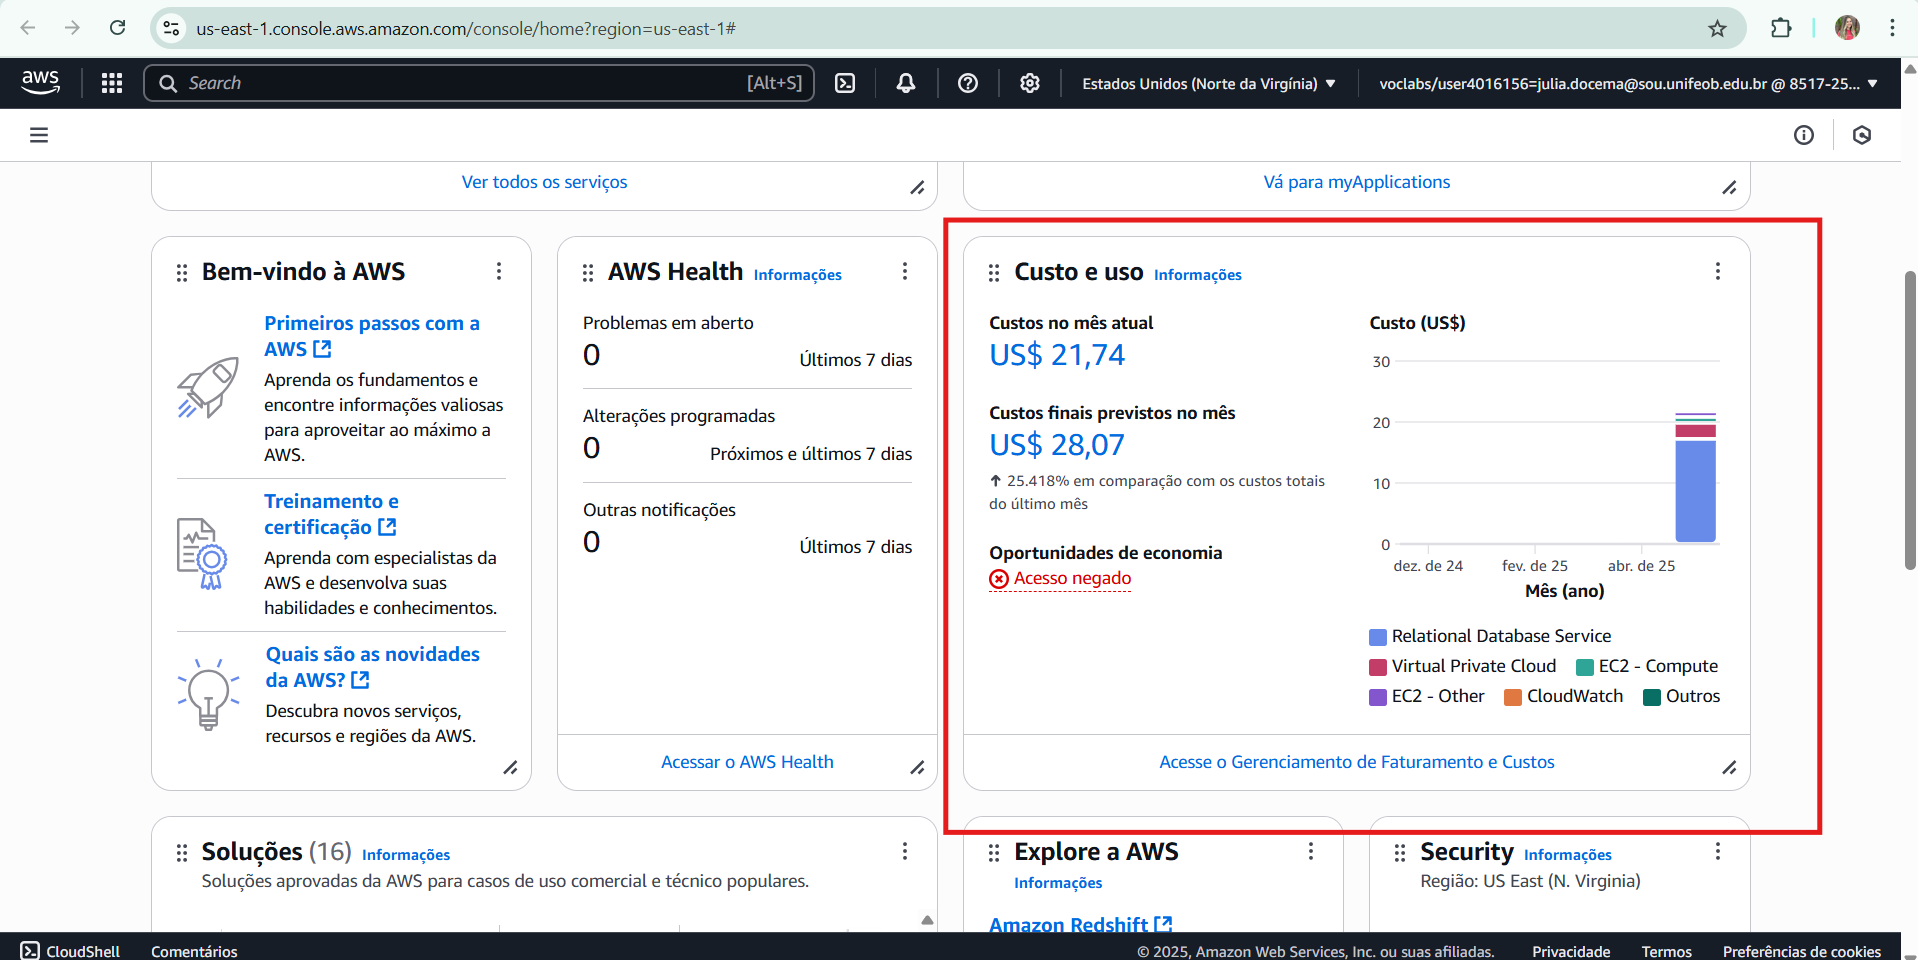 us-east-1.console.aws.amazon.com/console/home?region=us-east-1#
aws
Search
[Alt+S]
Estados Unidos (Norte da Virgínia)
voclabs/user4016156=julia.docema@sou.unifeob.edu.br @ 8517-25...
Ver todos os serviços
Vá para myApplications
Bem-vindo à AWS
Primeiros passos com a
AWS
Aprenda os fundamentos e
encontre informações valiosas
para aproveitar ao máximo a
AWS.
Treinamento e
certificação
Aprenda com especialistas da
AWS e desenvolva suas
habilidades e conhecimentos.
Quais são as novidades
da AWS?
Descubra novos serviços,
recursos e regiões da AWS.
AWS Health Informações
Problemas em aberto
0
Últimos 7 dias
Alterações programadas
0
Próximos e últimos 7 dias
Outras notificações
0
Últimos 7 dias
Acessar o AWS Health
Custo e uso Informações
Custos no mês atual
US$ 21,74
Custos finais previstos no mês
US$ 28,07
↑ 25.418% em comparação com os custos totais
do último mês
Oportunidades de economia
Acesso negado
Custo (US$)
30
20
10
0
dez. de 24 fev. de 25 abr. de 25
Mês (ano)
Relational Database Service
Virtual Private Cloud EC2 - Compute
EC2 - Other CloudWatch Outros
Acesse o Gerenciamento de Faturamento e Custos
Soluções (16) Informações
Soluções aprovadas da AWS para casos de uso comercial e técnico populares.
Explore a AWS
Informações
Amazon Redshift
Security Informações
Região: US East (N. Virginia)
CloudShell Comentários
© 2025, Amazon Web Services, Inc. ou suas afiliadas. Privacidade Termos Preferências de cookies